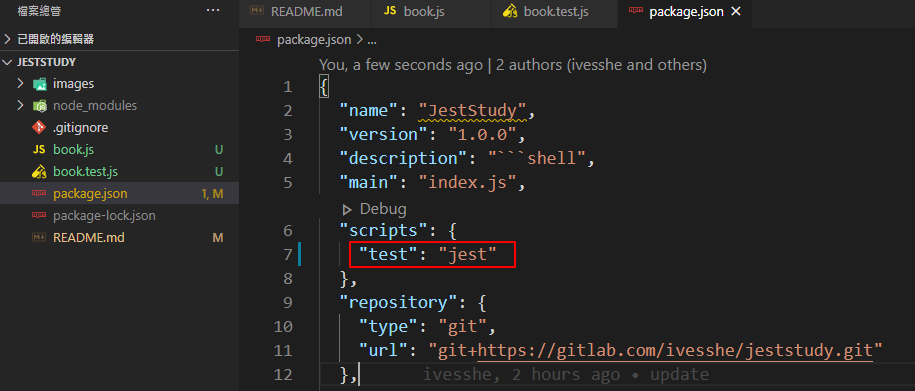 檔案總管 ···
已開啟的編輯器
JESTSTUDY
images
node_modules
.gitignore
JS book.js U
book.test.js U
package.json 1, M
package-lock.json
README.md M
README.md
JS book.js
book.test.js
package.json ×
package.json > ...
You, a few seconds ago | 2 authors (ivesshe and others)
1 {
2 "name": "JestStudy",
3 "version": "1.0.0",
4 "description": "```shell",
5 "main": "index.js",
Debug
6 "scripts": {
7 "test": "jest"
8 },
9 "repository": {
10 "type": "git",
11 "url": "git+https://gitlab.com/ivesshe/jeststudy.git"
12 }, ivesshe, 2 hours ago • update